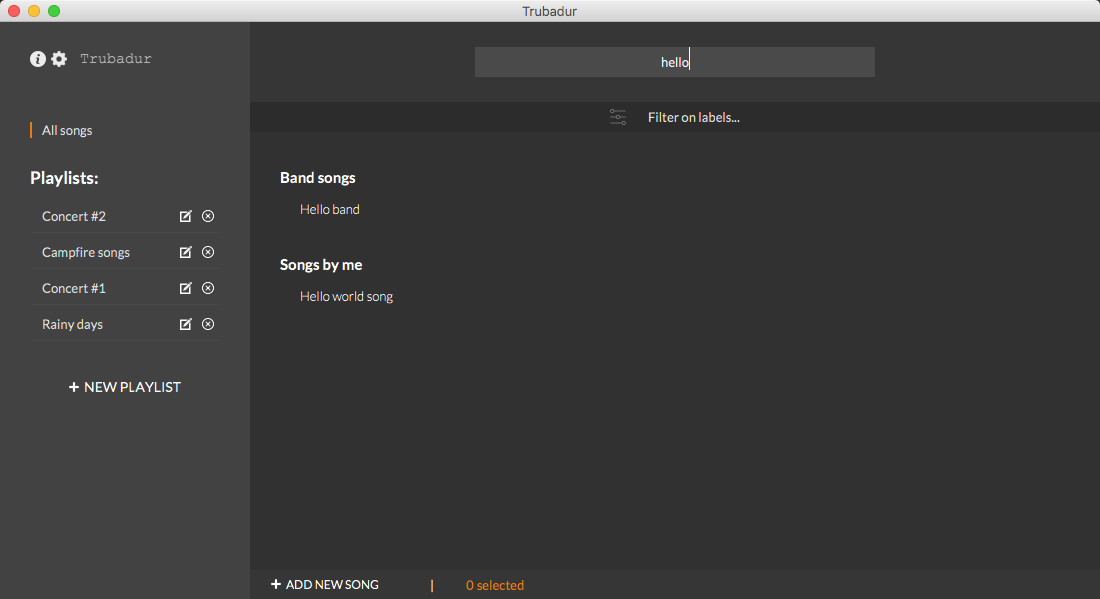 Trubadur
Trubadur
All songs
Playlists:
Concert #2
Campfire songs
Concert #1
Rainy days
+ NEW PLAYLIST
hello
Filter on labels...
Band songs
Hello band
Songs by me
Hello world song
+ ADD NEW SONG | 0 selected